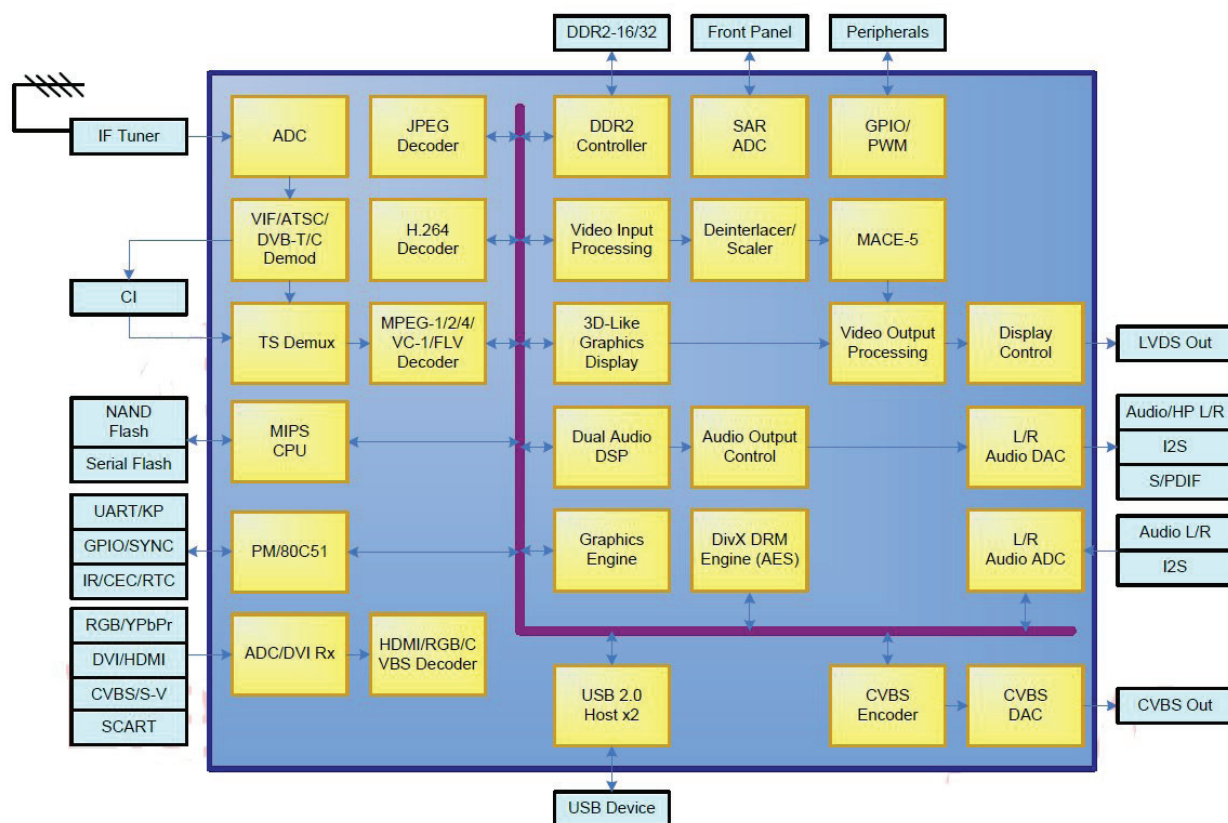 DDR2-16/32
Front Panel
Peripherals
IF Tuner
ADC
JPEG
Decoder
DDR2
Controller
SAR
ADC
GPIO/
PWM
VIF/ATSC/
DVB-T/C
Demod
H.264
Decoder
Video Input
Processing
Deinterlacer/
Scaler
MACE-5
CI
TS Demux
MPEG-1/2/4/
VC-1/FLV
Decoder
3D-Like
Graphics
Display
Video Output
Processing
Display
Control
LVDS Out
NAND
Flash
Serial Flash
MIPS
CPU
Dual Audio
DSP
Audio Output
Control
L/R
Audio DAC
Audio/HP L/R
I2S
S/PDIF
UART/KP
GPIO/SYNC
IR/CEC/RTC
PM/80C51
Graphics
Engine
DivX DRM
Engine (AES)
L/R
Audio ADC
Audio L/R
I2S
RGB/YPbPr
DVI/HDMI
CVBS/S-V
SCART
ADC/DVI Rx
HDMI/RGB/C
VBS Decoder
USB 2.0
Host x2
CVBS
Encoder
CVBS
DAC
CVBS Out
USB Device